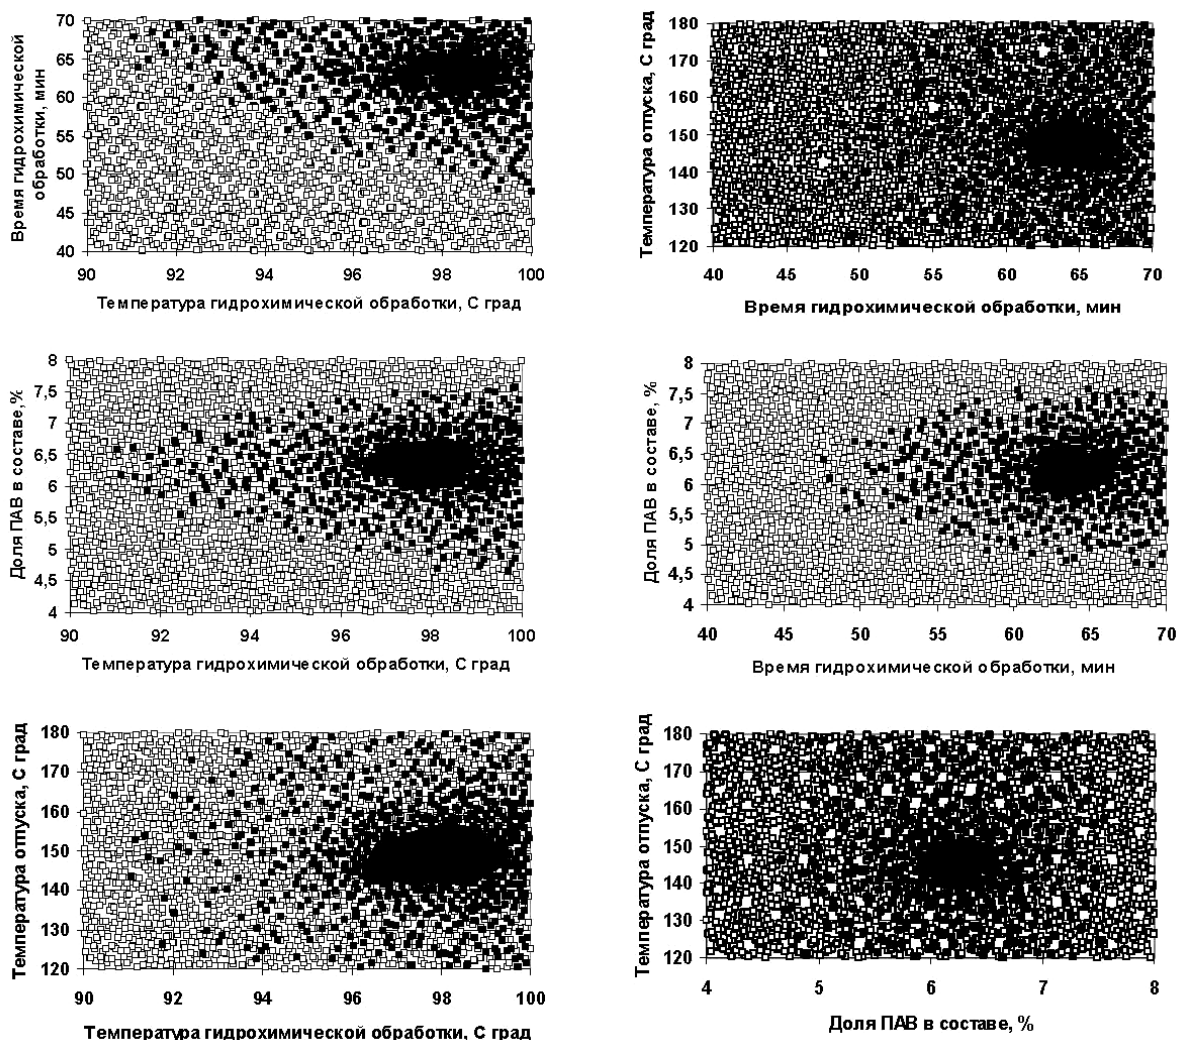 Время гидрохимической
обработки, мин
70
65
60
55
50
45
40
90 92 94 96 98 100
Температура гидрохимической обработки, С град
Температура отпуска, С град
180
170
160
150
140
130
120
40 45 50 55 60 65 70
Время гидрохимической обработки, мин
Доля ПАВ в составе,%
8
7,5
7
6,5
6
5,5
5
4,5
4
90 92 94 96 98 100
Температура гидрохимической обработки, С град
Доля ПАВ в составе, %
8
7,5
7
6,5
6
5,5
5
4,5
4
40 45 50 55 60 65 70
Время гидрохимической обработки, мин
Температура отпуска, С град
180
170
160
150
140
130
120
90 92 94 96 98 100
Температура гидрохимической обработки, С град
Температура отпуска, С град
180
170
160
150
140
130
120
4 5 6 7 8
Доля ПАВ в составе, %